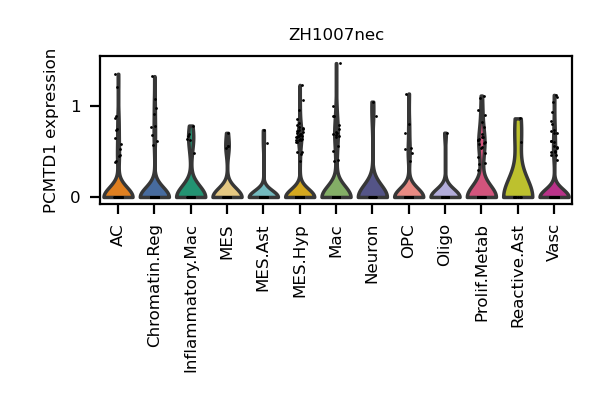 ZH1007nec
PCMTD1 expression
1
0
AC
Chromatin.Reg
Inflammatory.Mac
MES
MES.Ast
MES.Hyp
Mac
Neuron
OPC
Oligo
Prolif.Metab
Reactive.Ast
Vasc